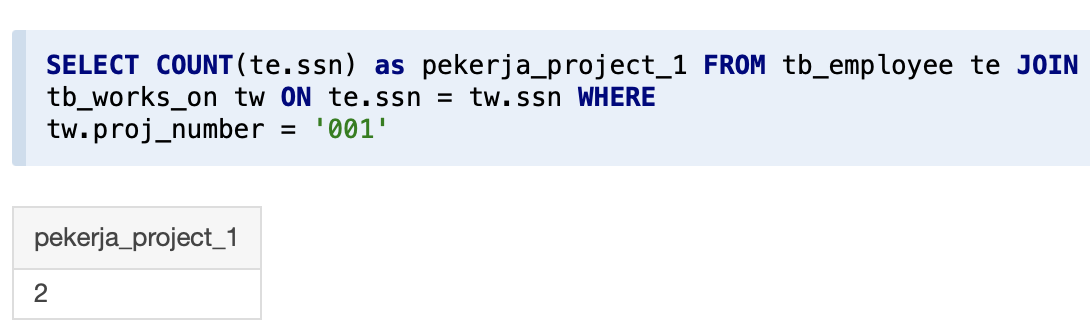 SELECT COUNT(te.ssn) as pekerja_project_1 FROM tb_employee te JOIN
tb_works_on tw ON te.ssn = tw.ssn WHERE
tw.proj_number = '001'
pekerja_project_1
2